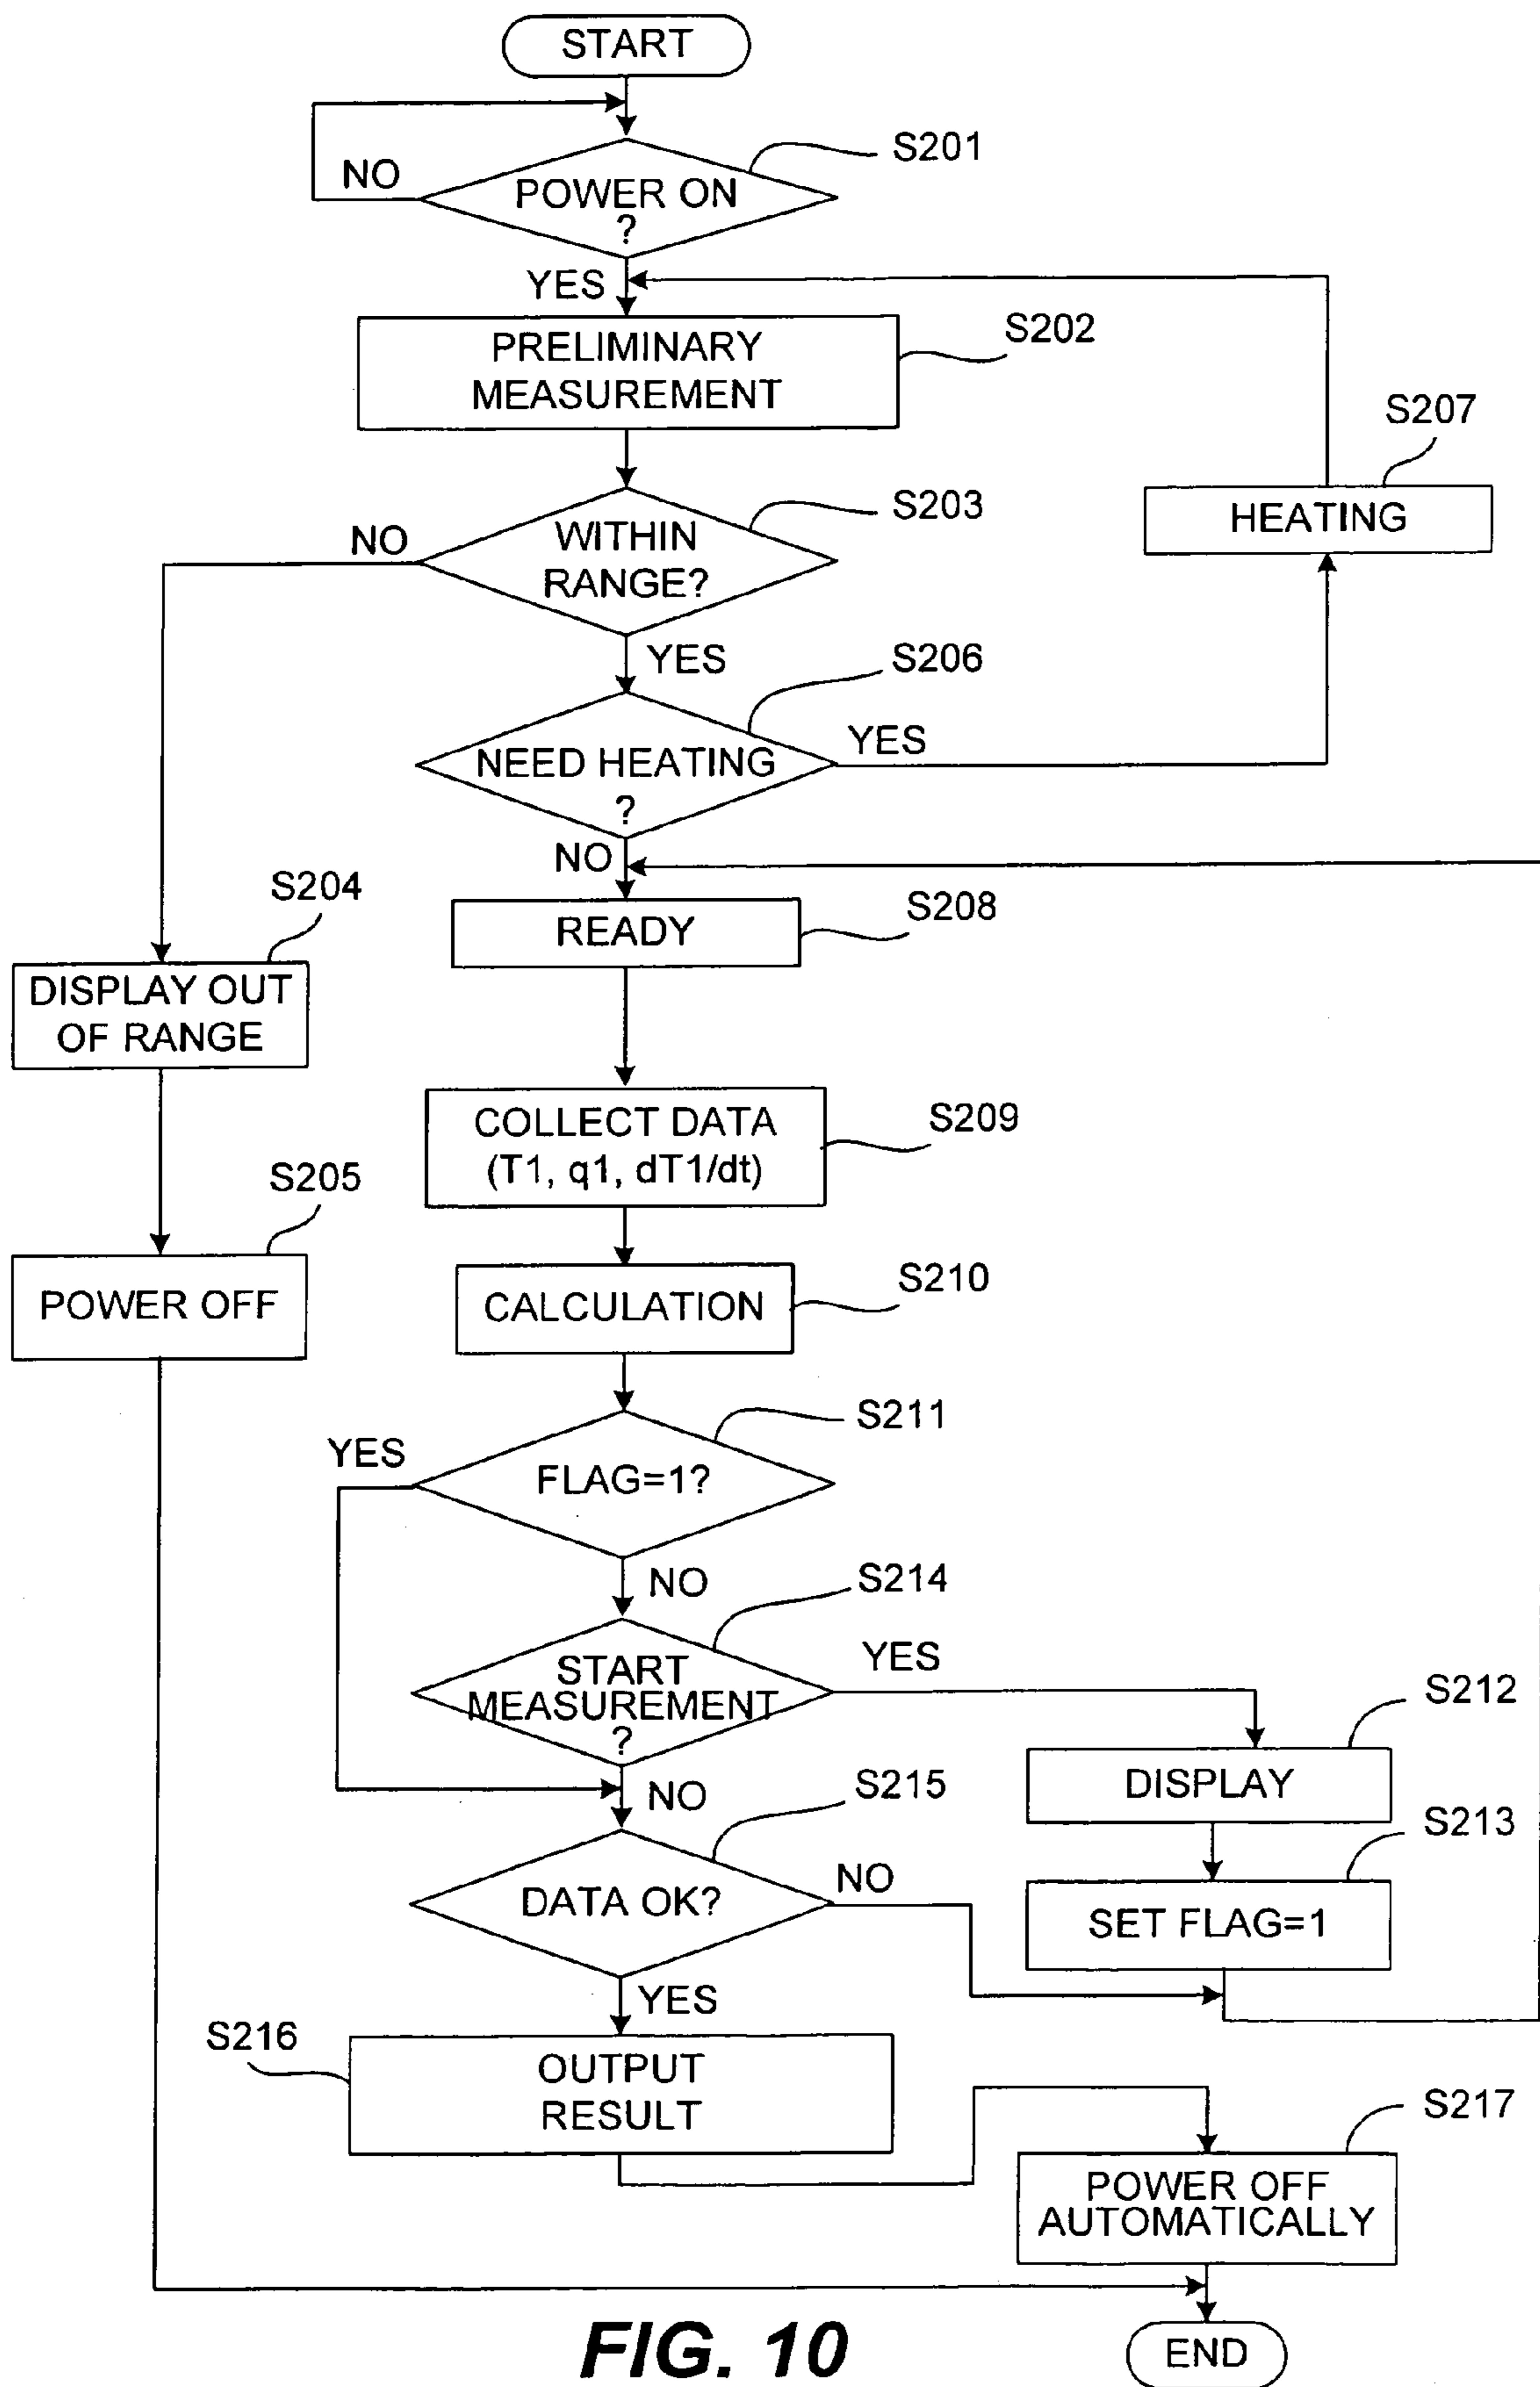 START
S201
NO
POWER ON
?
YES
S202
PRELIMINARY
MEASUREMENT
S207
HEATING
S203
NO
WITHIN
RANGE?
YES
S206
NEED HEATING
?
YES
NO
S204
DISPLAY OUT
OF RANGE
S208
READY
S209
COLLECT DATA
(T1, q1, dT1/dt)
S205
POWER OFF
S210
CALCULATION
S211
YES
FLAG=1?
NO
S214
START
MEASUREMENT
?
YES
S212
DISPLAY
NO
S215
S213
SET FLAG=1
DATA OK?
NO
YES
S216
OUTPUT
RESULT
S217
POWER OFF
AUTOMATICALLY
END
FIG. 10